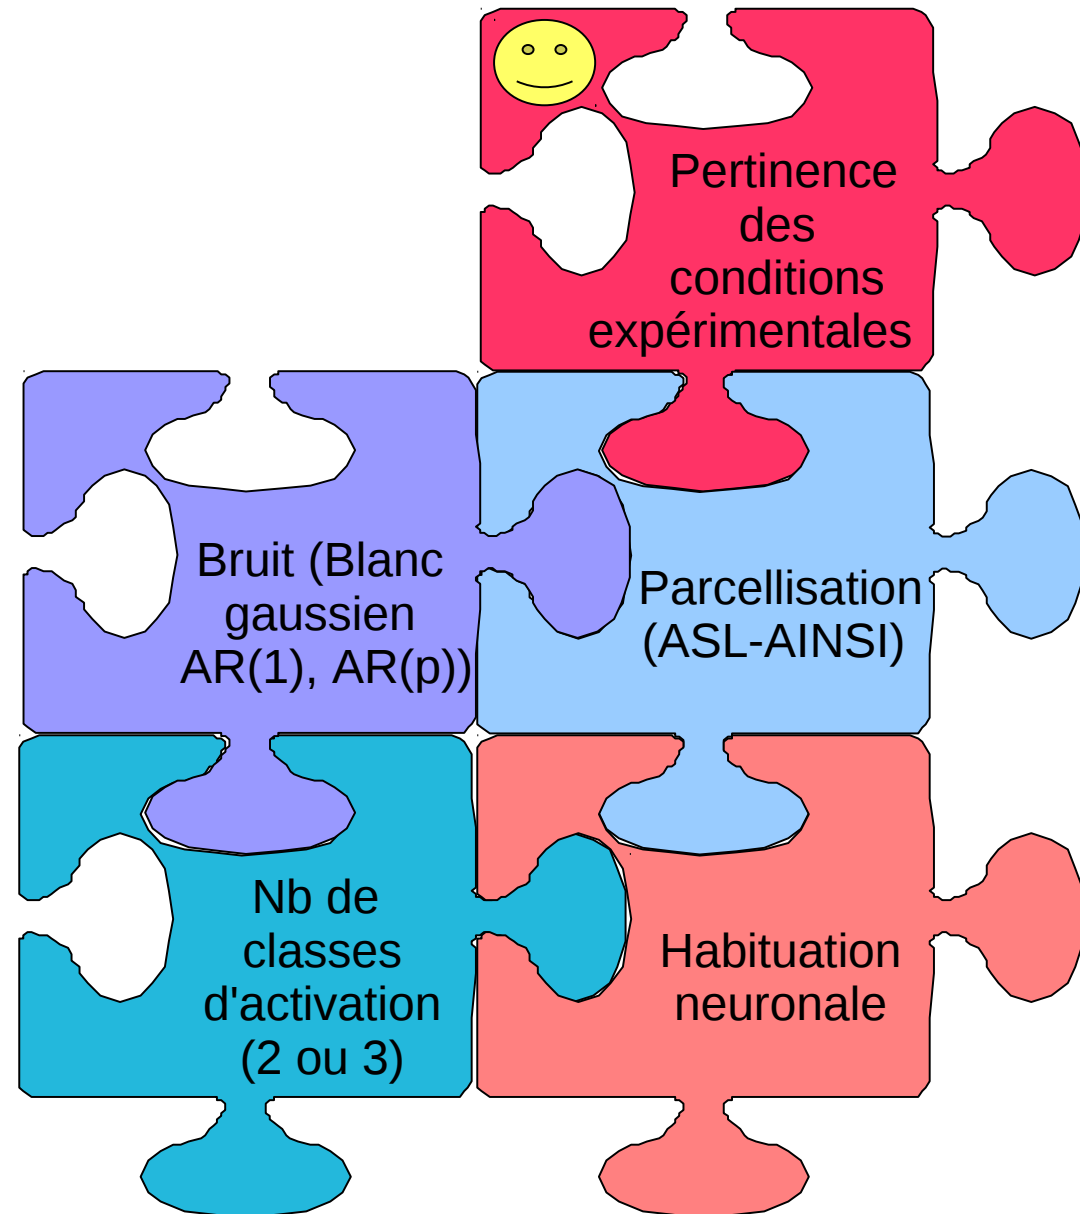 Pertinence
des
conditions
expérimentales
Bruit (Blanc
gaussien
AR(1), AR(p))
Parcellisation
(ASL-AINSI)
Nb de
classes
d'activation
(2 ou 3)
Habituation
neuronale